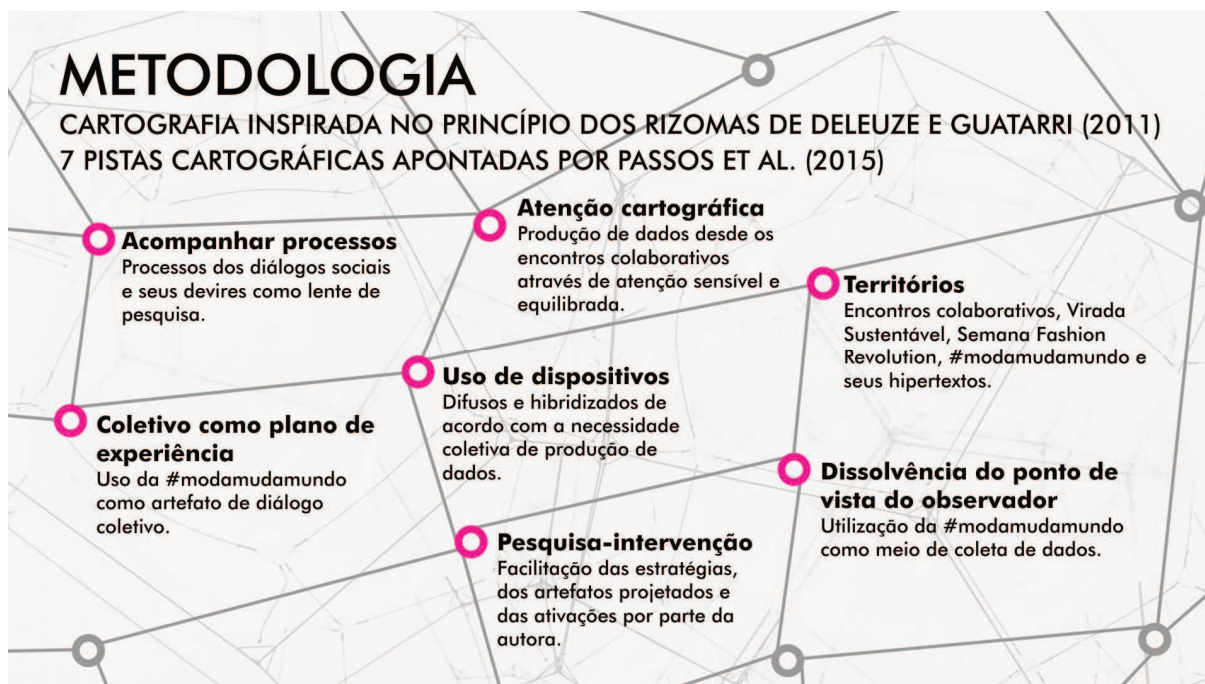 METODOLOGIA
CARTOGRAFIA INSPIRADA NO PRINCÍPIO DOS RIZOMAS DE DELEUZE E GUATARRI (2011)
7 PISTAS CARTOGRÁFICAS APONTADAS POR PASSOS ET AL. (2015)
Acompanhar processos
Processos dos diálogos sociais
e seus devires como lente de
pesquisa.
Atenção cartográfica
Produção de dados desde os
encontros colaborativos
através de atenção sensível e
equilibrada.
Territórios
Encontros colaborativos, Virada
Sustentável, Semana Fashion
Revolution, #modamudamundo e
seus hipertextos.
Coletivo como plano de
experiência
Uso da #modamudamundo
como artefato de diálogo
coletivo.
Uso de dispositivos
Difusos e hibridizados de
acordo com a necessidade
coletiva de produção de
dados.
Dissolvência do ponto de
vista do observador
Utilização da #modamudamundo
como meio de coleta de dados.
Pesquisa-intervenção
Facilitação das estratégias,
dos artefatos projetados e
das ativações por parte da
autora.